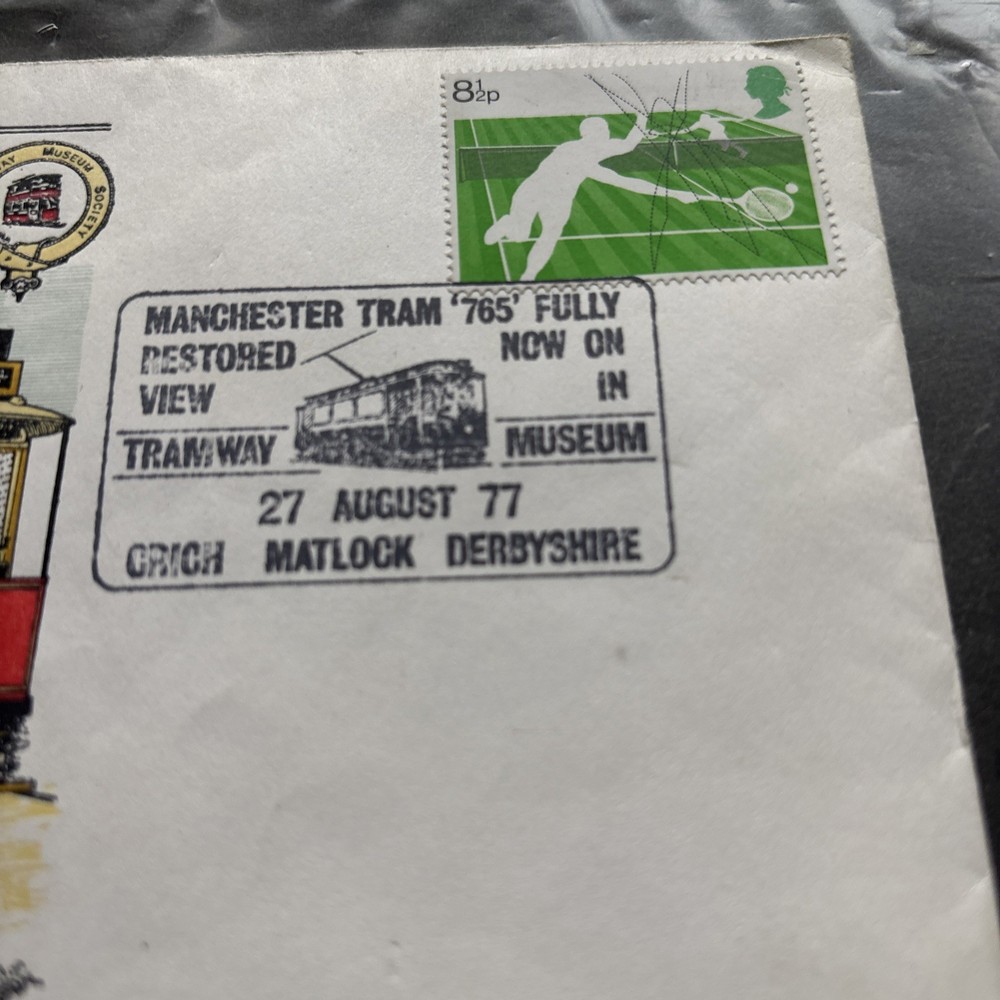 8½p
AY MUSEUM SOCIETY
MANCHESTER TRAM '765' FULLY
RESTORED NOW ON
VIEW IN
TRAMWAY MUSEUM
27 AUGUST 77
CRICH MATLOCK DERBYSHIRE